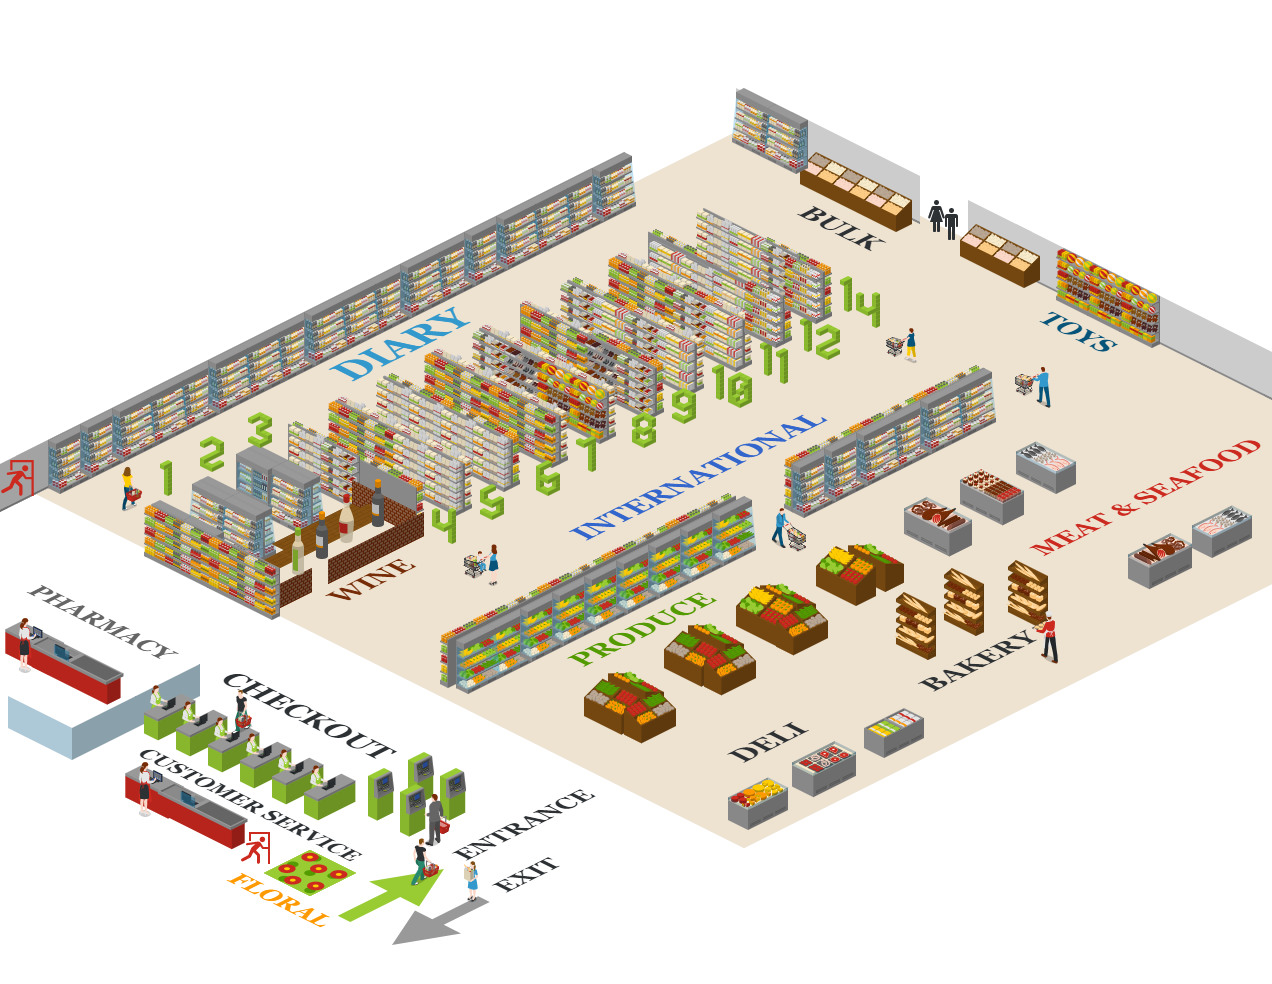 BULK
TOYS
DIARY
14
12
11
10
9
8
7
6
5
4
3
2
1
INTERNATIONAL
MEAT & SEAFOOD
WINE
PRODUCE
BAKERY
DELI
PHARMACY
CHECKOUT
CUSTOMER SERVICE
ENTRANCE
EXIT
FLORAL